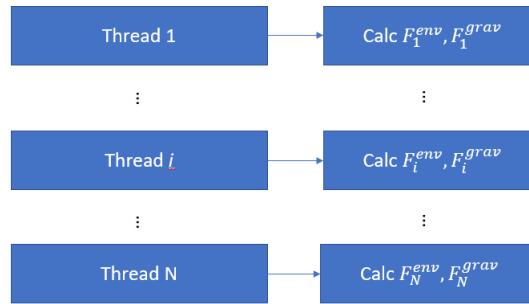 Thread 1
Calc $F_1^{env}, F_1^{grav}$
⋮
⋮
Thread i
Calc $F_i^{env}, F_i^{grav}$
⋮
⋮
Thread N
Calc $F_N^{env}, F_N^{grav}$